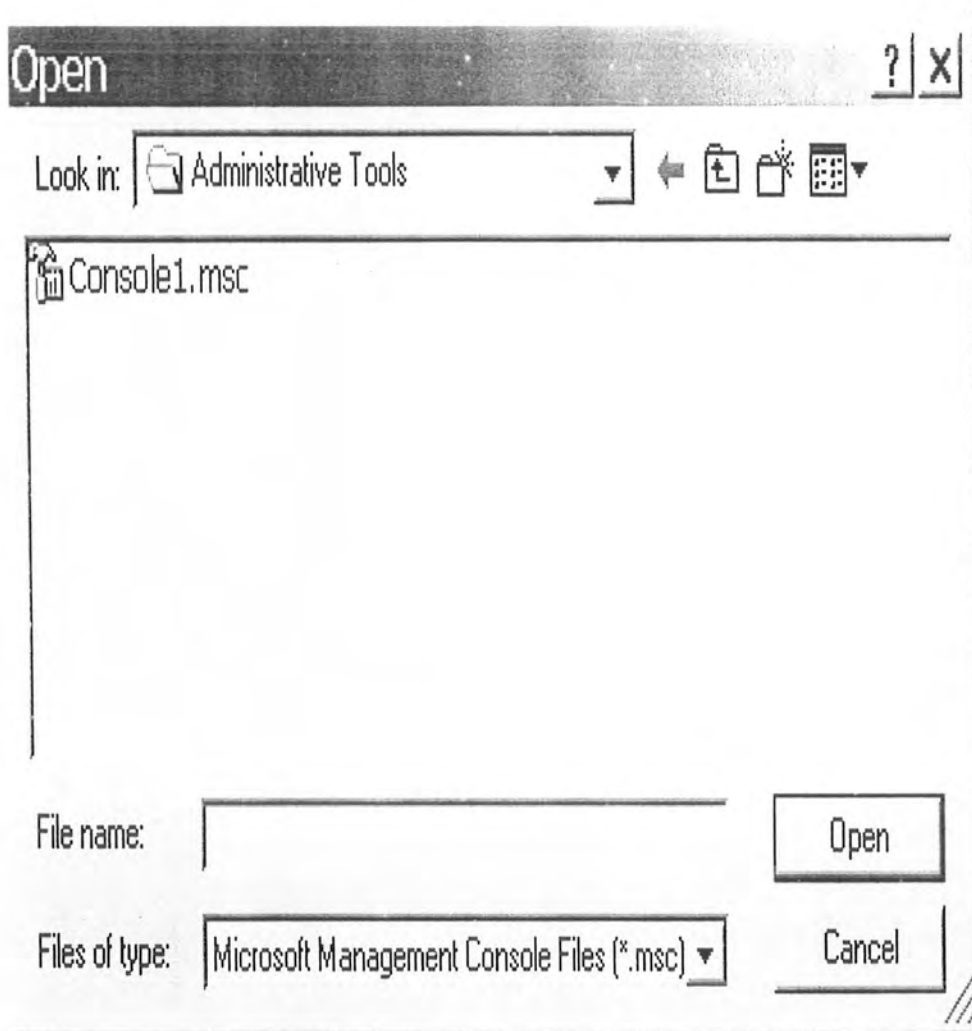 Open
? X
Look in: Administrative Tools
Console1.msc
File name:
Open
Files of type: Microsoft Management Console Files (*.msc)
Cancel